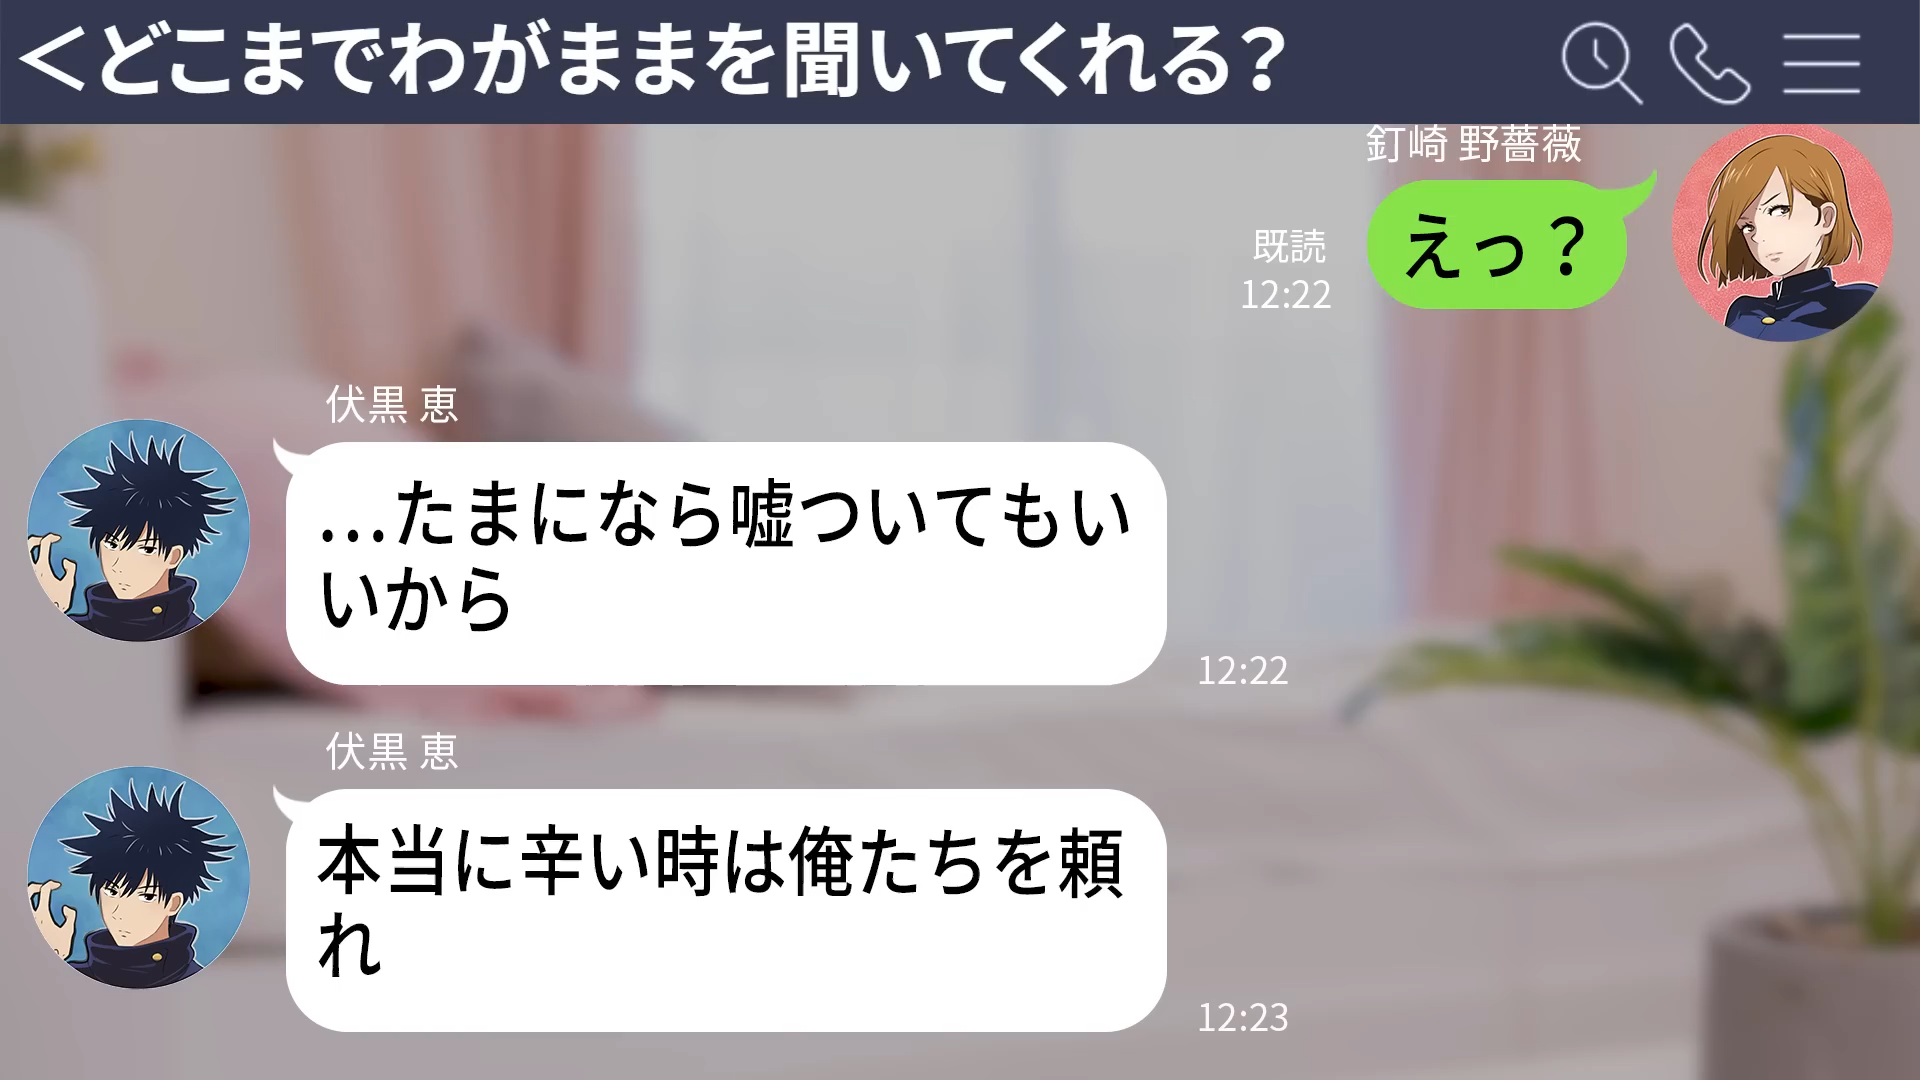 ＜どこまでわがままを聞いてくれる？
釘崎 野薔薇
えっ？
既読
12:22
伏黒 恵
…たまになら嘘ついてもい
いから
12:22
伏黒 恵
本当に辛い時は俺たちを頼
れ
12:23